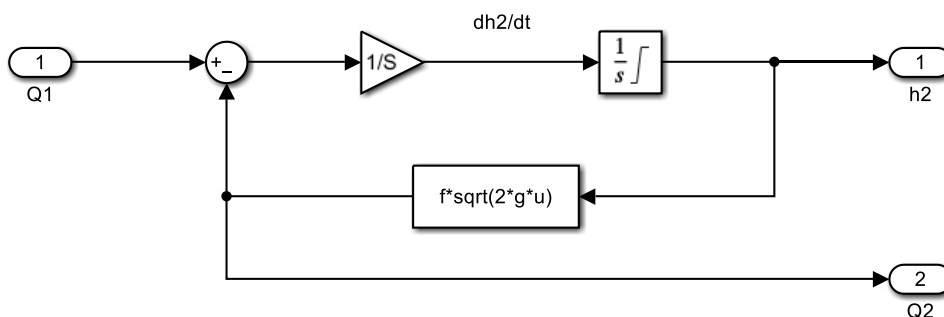 dh2/dt
1
+
−
1/S
1
s
1
Q1
h2
f*sqrt(2*g*u)
2
Q2